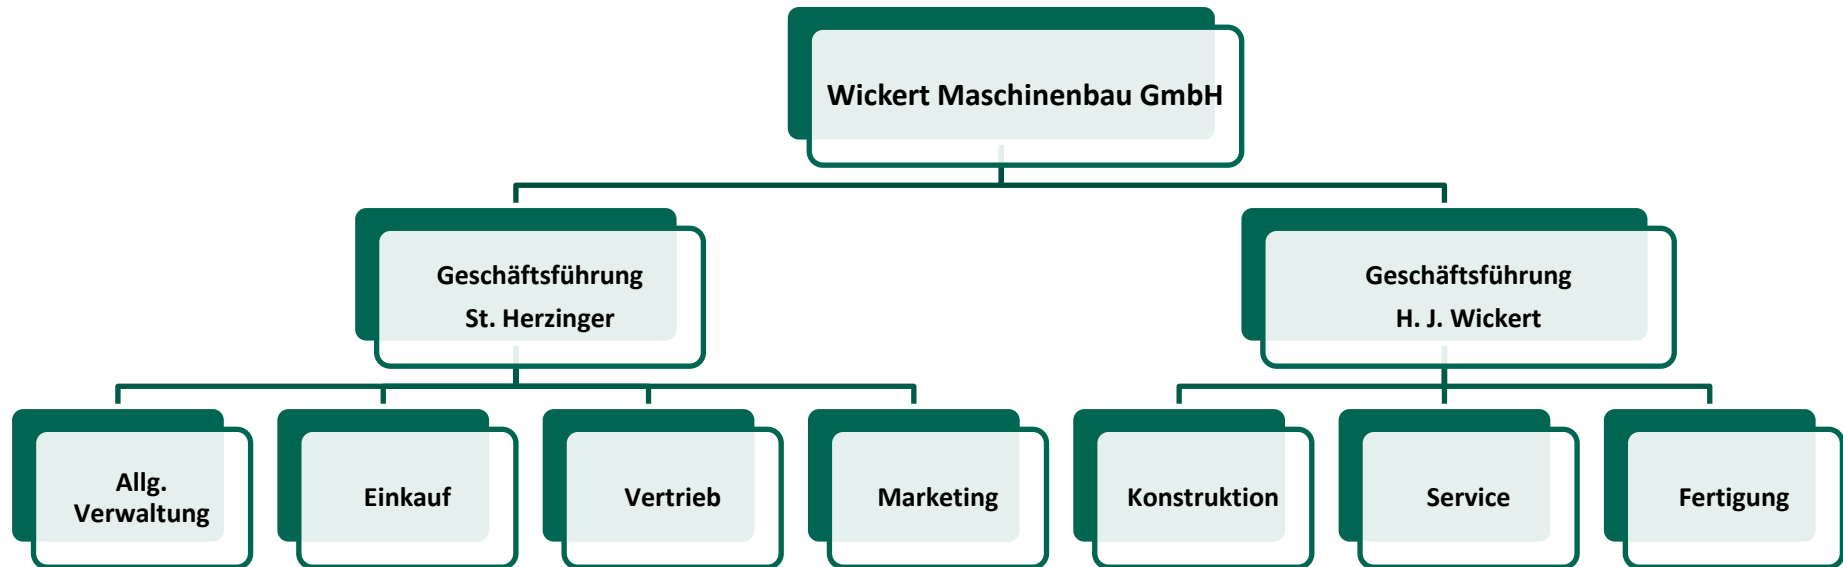 Wickert Maschinenbau GmbH
Geschäftsführung
St. Herzinger
Geschäftsführung
H. J. Wickert
Allg.
Verwaltung
Einkauf
Vertrieb
Marketing
Konstruktion
Service
Fertigung